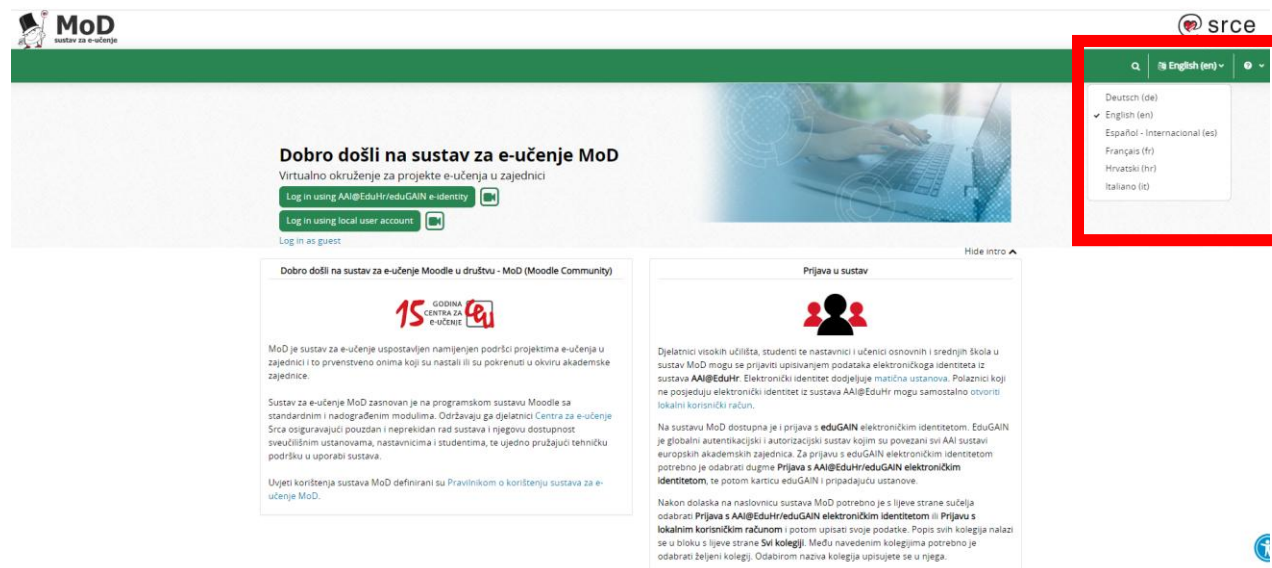 MoD
sustav za e-učenje
srce
English (en)
Deutsch (de)
English (en)
Español - Internacional (es)
Français (fr)
Hrvatski (hr)
Italiano (it)
Dobro došli na sustav za e-učenje MoD
Virtualno okruženje za projekte e-učenja u zajednici
Log in using AAI@EduHr/eduGAIN e-identity
Log in using local user account
Log in as guest
Hide intro
Dobro došli na sustav za e-učenje Moodle u društvu - MoD (Moodle Community)
15 GODINA
CENTRA ZA
E-UČENJE
ceu
MoD je sustav za e-učenje uspostavljen namijenjen podršci projektima e-učenja u
zajednici i to prvenstveno onima koji su nastali ili su pokrenuti u okviru akademske
zajednice.
Sustav za e-učenje MoD zasnovan je na programskom sustavu Moodle sa
standardnim i nadograđenim modulima. Održavaju ga djelatnici Centra za e-učenje
Srca osiguravajući pouzdan i neprekidan rad sustava i njegovu dostupnost
sveučilišnim ustanovama, nastavnicima i studentima, te ujedno pružajući tehničku
podršku u uporabi sustava.
Uvjeti korištenja sustava MoD definirani su Pravilnikom o korištenju sustava za e-
učenje MoD.
Prijava u sustav
Djelatnici visokih učilišta, studenti te nastavnici i učenici osnovnih i srednjih škola u
sustav MoD mogu se prijaviti upisivanjem podataka elektroničkoga identiteta iz
sustava AAI@EduHr. Elektronički identitet dodjeljuje matična ustanova. Polaznici koji
ne posjeduju elektronički identitet iz sustava AAI@EduHr mogu samostalno otvoriti
lokalni korisnički račun.
Na sustavu MoD dostupna je i prijava s eduGAIN elektroničkim identitetom. EduGAIN
je globalni autentikacijski i autorizacijski sustav kojim su povezani svi AAI sustavi
europskih akademskih zajednica. Za prijavu s eduGAIN elektroničkim identitetom
potrebno je odabrati dugme Prijava s AAI@EduHr/eduGAIN elektroničkim
identitetom, te potom karticu eduGAIN i pripadajuću ustanove.
Nakon dolaska na naslovnicu sustava MoD potrebno je s lijeve strane sučelja
odabrati Prijava s AAI@EduHr/eduGAIN elektroničkim identitetom ili Prijavu s
lokalnim korisničkim računom i potom upisati svoje podatke. Popis svih kolegija nalazi
se u bloku s lijeve strane Svi kolegiji. Među navedenim kolegijima potrebno je
odabrati željeni kolegij. Odabirom naziva kolegija upisujete se u njega.